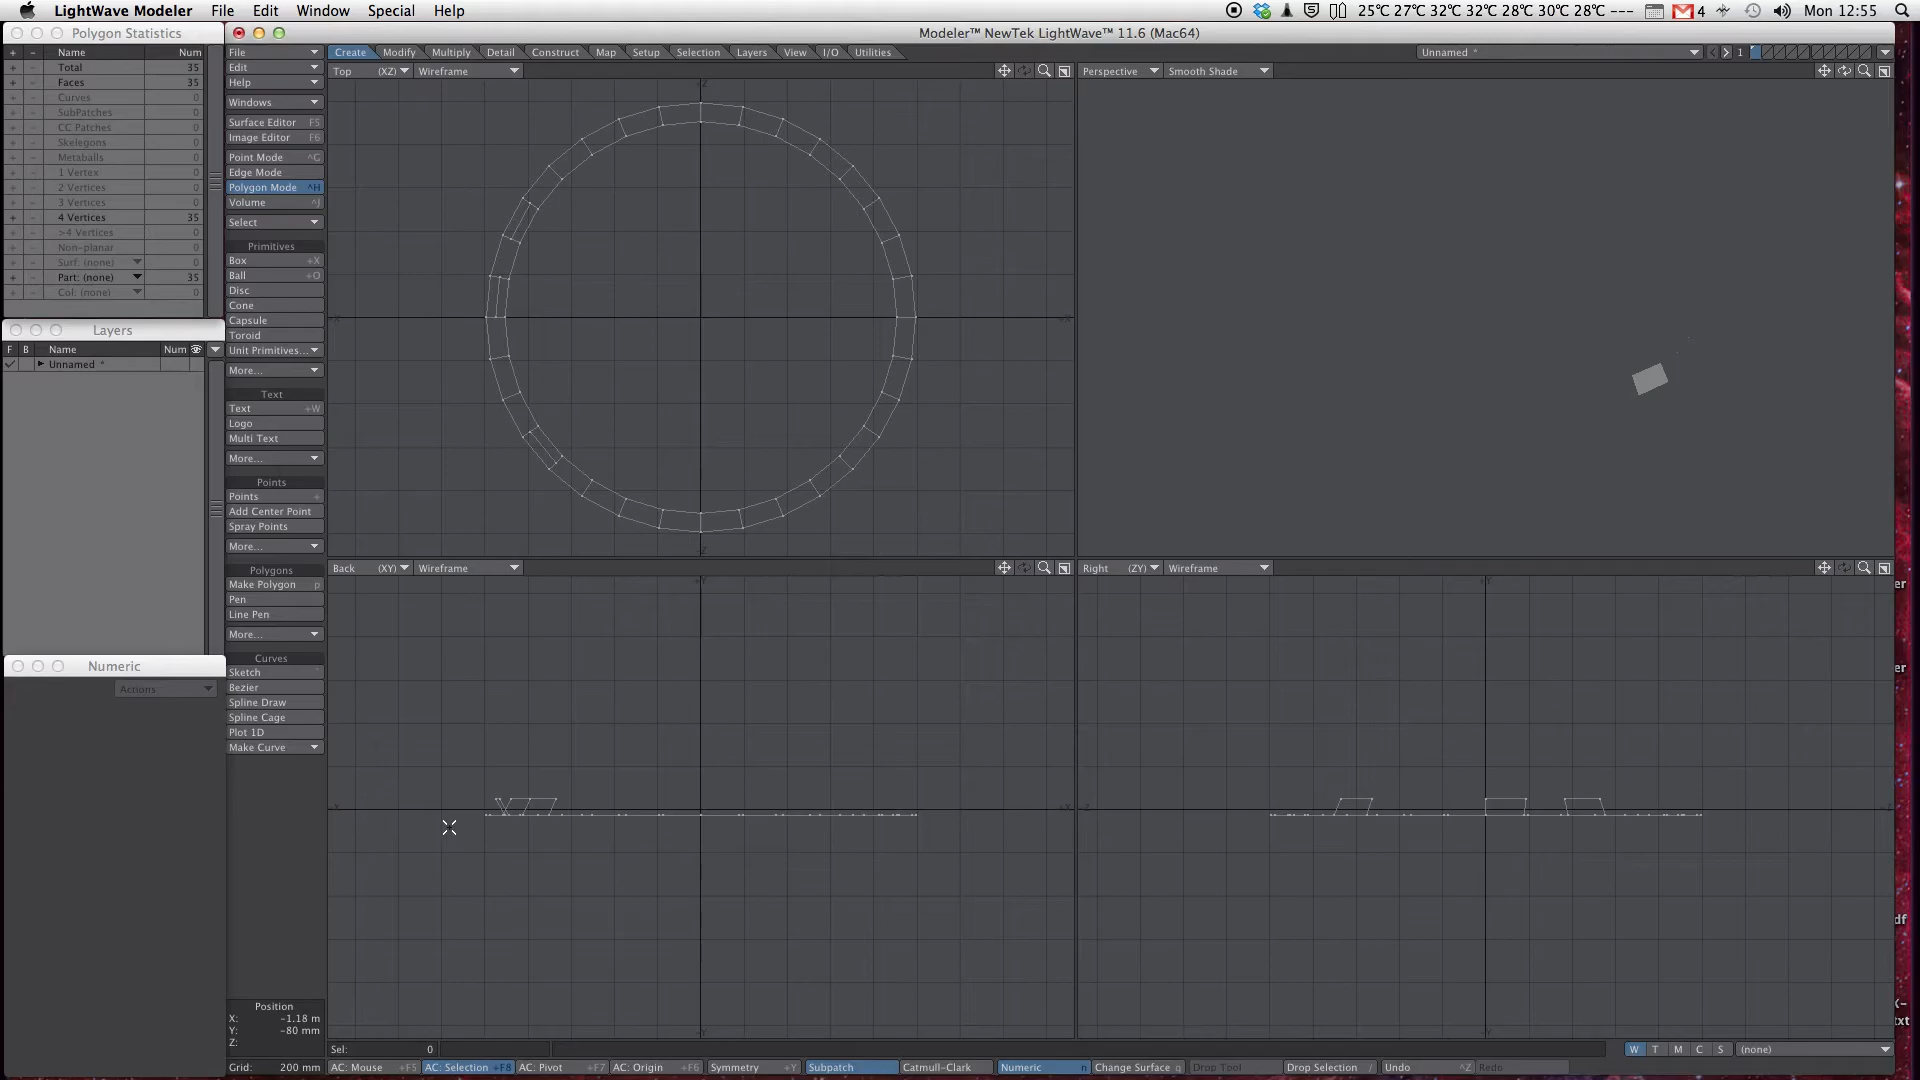 LightWave Modeler File Edit Window Special Help 25°C 27°C 32°C 32°C 28°C 30°C 28°C --- 4 Mon 12:55
Polygon Statistics
Modeler™ NewTek LightWave™ 11.6 (Mac64)
+ - Name Num
+ - Total 35
+ - Faces 35
+ - Curves 0
+ - SubPatches 0
+ - CC Patches 0
+ - Skelegons 0
+ - Metaballs 0
+ - 1 Vertex 0
+ - 2 Vertices 0
+ - 3 Vertices 0
+ - 4 Vertices 35
+ - >4 Vertices 0
+ - Non-planar 0
+ - Surf: (none) 0
+ - Part: (none) 35
+ - Col: (none) 0
Layers
F B Name Num
Unnamed *
Numeric
Actions
File
Edit
Help
Windows
Surface Editor F5
Image Editor F6
Point Mode ^G
Edge Mode
Polygon Mode ^H
Volume ^J
Select
Primitives
Box +X
Ball +O
Disc
Cone
Capsule
Toroid
Unit Primitives...
More...
Text
Text +W
Logo
Multi Text
More...
Points
Points +
Add Center Point
Spray Points
More...
Polygons
Make Polygon p
Pen
Line Pen
More...
Curves
Sketch `
Bezier
Spline Draw
Spline Cage
Plot 1D
Make Curve
Position
X: -1.18 m
Y: -80 mm
Z:
Grid: 200 mm
Create Modify Multiply Detail Construct Map Setup Selection Layers View I/O Utilities Unnamed * 1
Top (XZ) Wireframe
Perspective Smooth Shade
Back (XY) Wireframe
Right (ZY) Wireframe
er
er
df
X-
txt
Sel: 0
W T M C S (none)
AC: Mouse +F5 AC: Selection +F8 AC: Pivot +F7 AC: Origin +F6 Symmetry +Y Subpatch Catmull-Clark Numeric n Change Surface q Drop Tool Drop Selection / Undo ^Z Redo